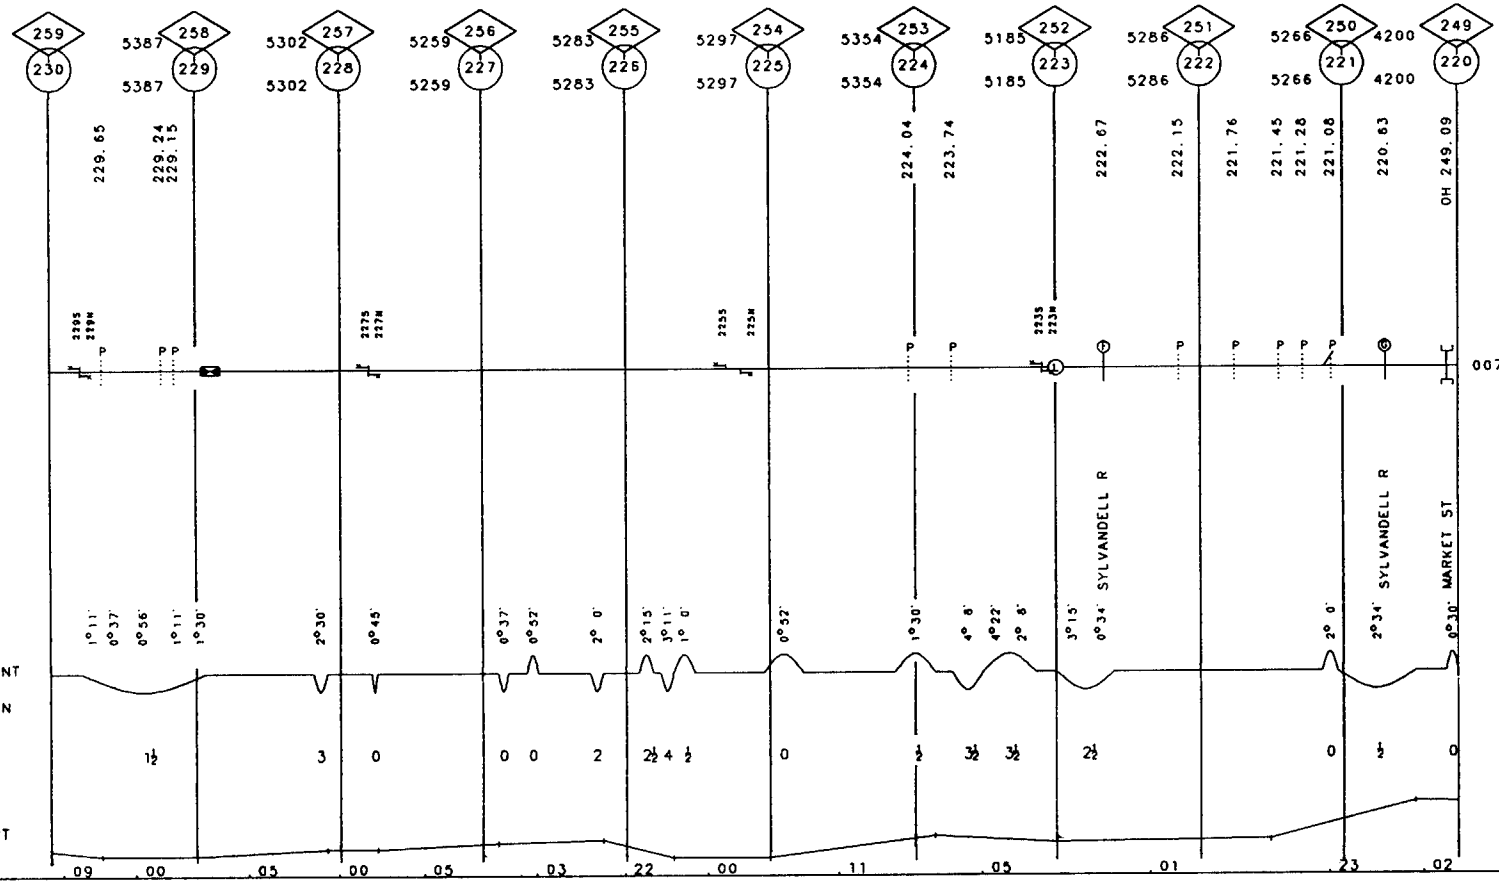 259 258 257 256 255 254 253 252 251 250 249
5387 5302 5259 5283 5297 5354 5185 5286 5266 4200
230 229 228 227 226 225 224 223 222 221 220
5387 5302 5259 5283 5297 5354 5185 5286 5266 4200
229.65 229.24 229.15 224.04 223.74 222.67 222.15 221.76 221.45 221.28 221.08 220.63 OH 249.09
229S 229N 227S 227N 225S 225N 223S 223N
P P P P P F P P P P P G
L
007
SYLVANDELL R SYLVANDELL R MARKET ST
1°11' 0°37' 0°56' 1°11' 1°30' 2°30' 0°45' 0°37' 0°52' 2°0' 2°15' 3°11' 1°0' 0°52' 1°30' 4°8' 4°22' 2°8' 3°15' 0°34' 2°0' 2°34' 0°30'
NT
N
1½ 3 0 0 0 2 2½ 4 ½ 0 ½ 3½ 3½ 2½ 0 ½ 0
T
.09 .00 .05 .00 .05 .03 .22 .00 .11 .05 .01 .23 .02